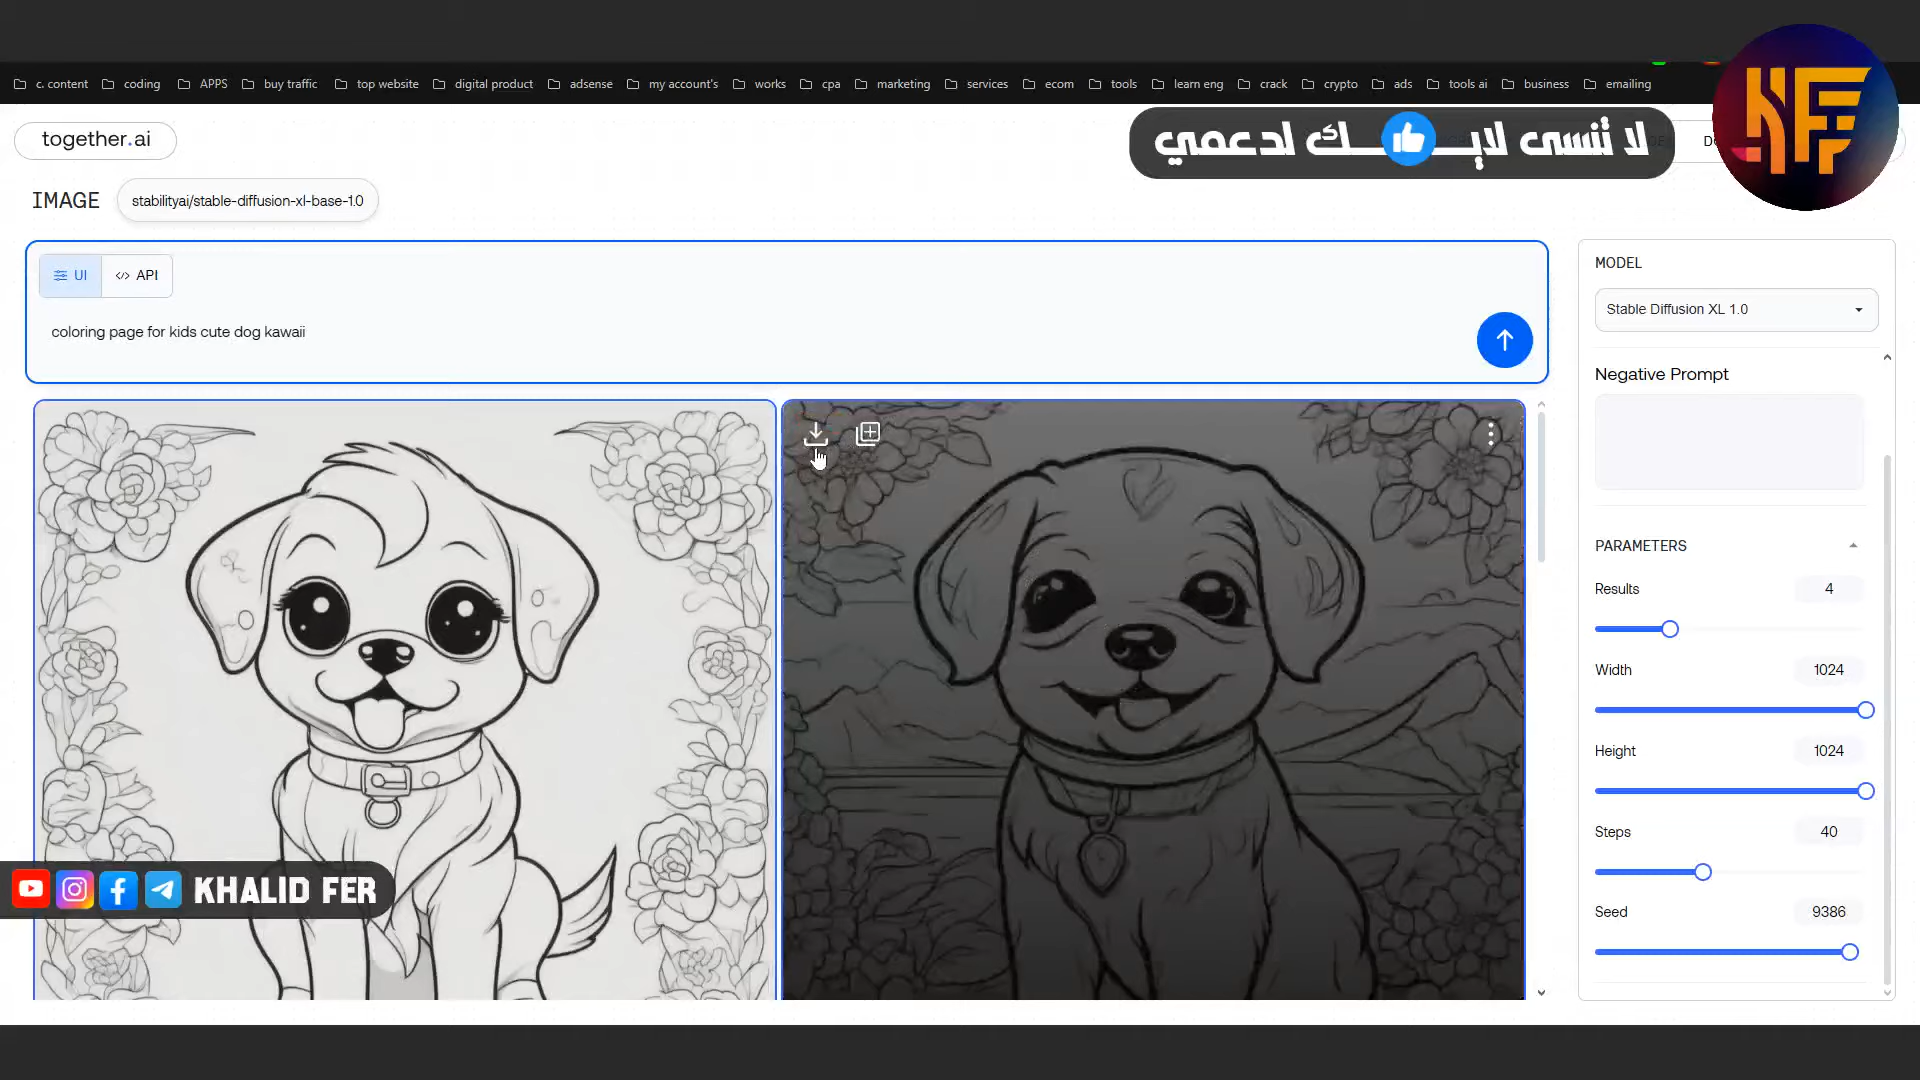 c. content coding APPS buy traffic top website digital product adsense my account's works cpa marketing services ecom tools learn eng crack crypto ads tools ai business emailing
together.ai
لا تنسى لايـــك لدعمي
KF
IMAGE stabilityai/stable-diffusion-xl-base-1.0
UI API
coloring page for kids cute dog kawaii
MODEL
Stable Diffusion XL 1.0
Negative Prompt
PARAMETERS
Results 4
Width 1024
Height 1024
Steps 40
Seed 9386
KHALID FER